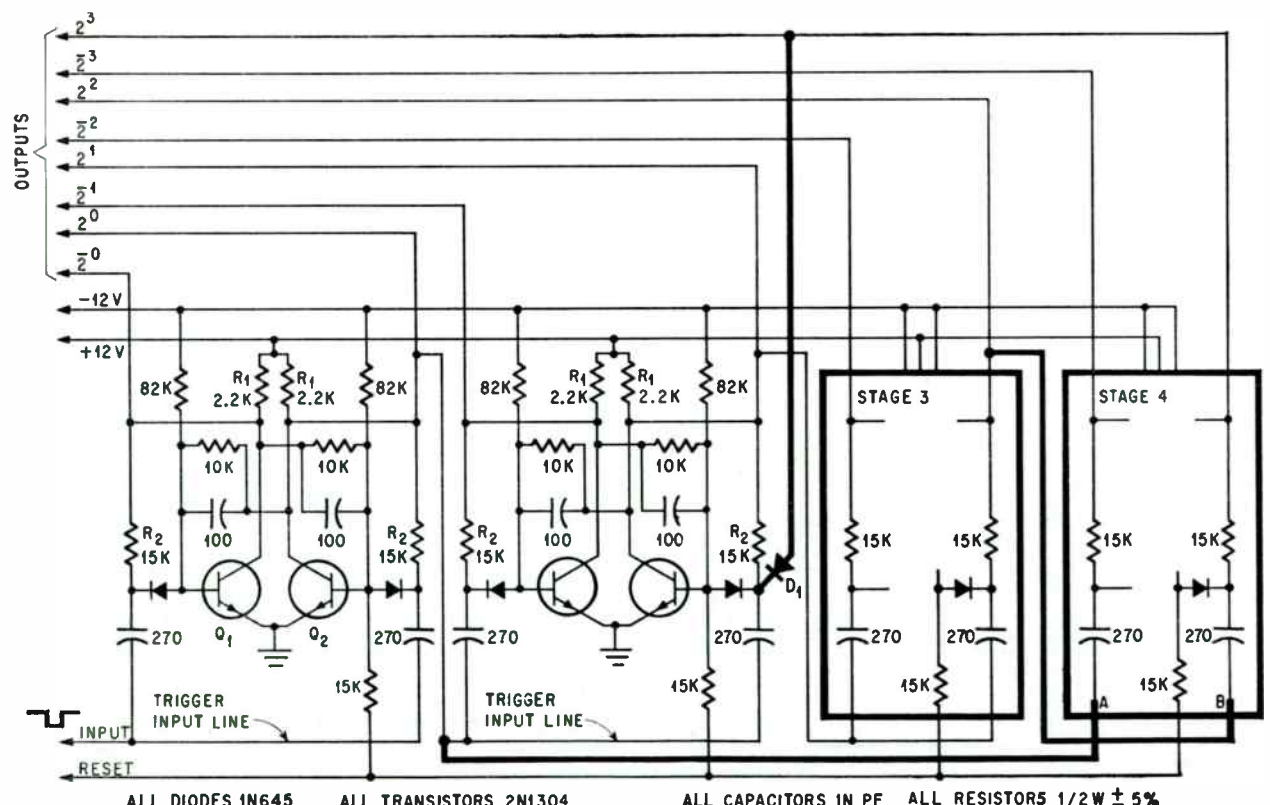 2³
2̅³
2²
2̅²
2¹
2̅¹
2⁰
2̅⁰
OUTPUTS
-12V
+12V
82K
R₁
2.2K
R₁
2.2K
82K
82K
R₁
2.2K
R₁
2.2K
82K
STAGE 3
STAGE 4
10K
10K
10K
10K
100
100
100
100
R₂
15K
R₂
15K
R₂
15K
R₂
15K
15K
15K
15K
15K
D₁
Q₁
Q₂
270
270
270
270
270
270
270
270
15K
15K
15K
15K
A
B
TRIGGER
INPUT LINE
TRIGGER
INPUT LINE
INPUT
RESET
ALL DIODES 1N645
ALL TRANSISTORS 2N1304
ALL CAPACITORS IN PF
ALL RESISTORS 1/2W ± 5%